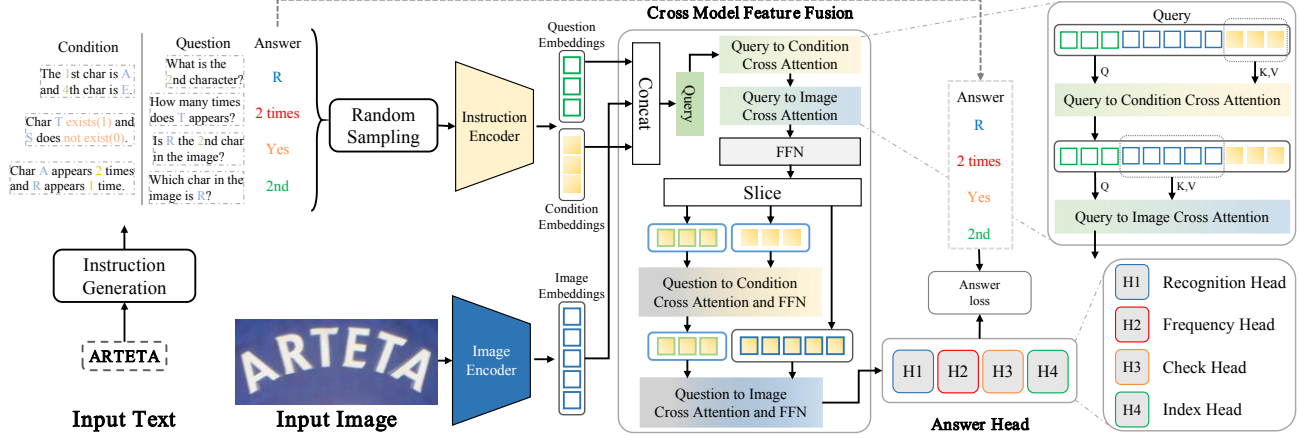 Cross Model Feature Fusion
Condition
The 1st char is A
and 4th char is E.
Char T exists(1) and
S does not exist(0).
Char A appears 2 times
and R appears 1 time.
Question
What is the
2nd character?
How many times
does T appears?
Is R the 2nd char
in the image?
Which char in the
image is R?
Answer
R
2 times
Yes
2nd
Instruction
Generation
ARTETA
Input Text
Random
Sampling
Instruction
Encoder
Question
Embeddings
Condition
Embeddings
ARTETA
Input Image
Image
Encoder
Image
Embeddings
Concat
Query
Query to Condition
Cross Attention
Query to Image
Cross Attention
FFN
Slice
Question to Condition
Cross Attention and FFN
Question to Image
Cross Attention and FFN
Answer
R
2 times
Yes
2nd
Answer
loss
H1
H2
H3
H4
Answer Head
Query
Q
K,V
Query to Condition Cross Attention
Q
K,V
Query to Image Cross Attention
H1 Recognition Head
H2 Frequency Head
H3 Check Head
H4 Index Head